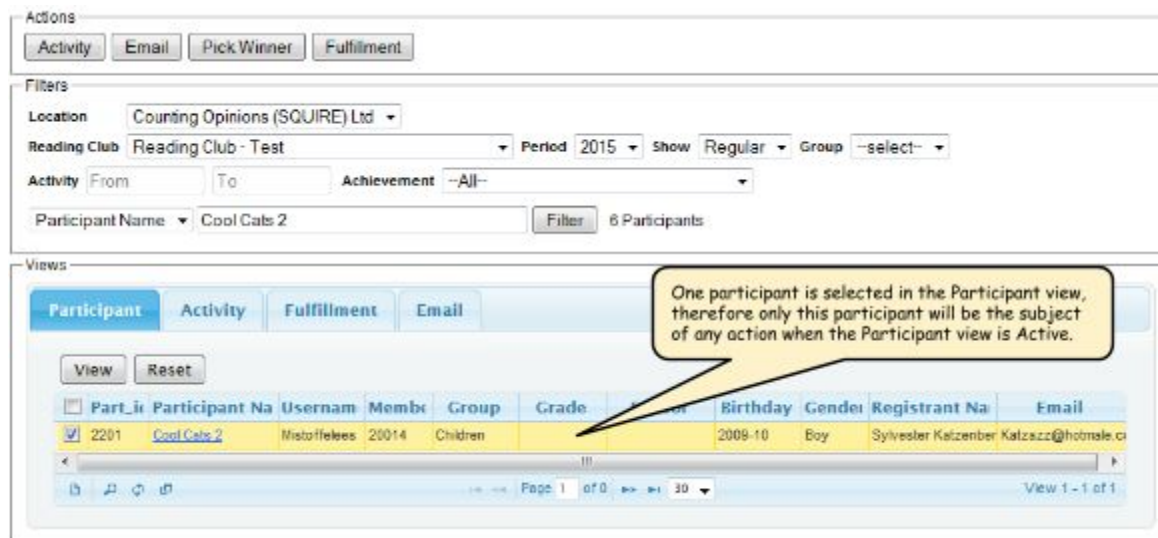 Actions
Activity Email Pick Winner Fulfillment
Filters
Location Counting Opinions (SQUIRE) Ltd
Reading Club Reading Club - Test Period 2015 Show Regular Group --select--
Activity From To Achievement --All--
Participant Name Cool Cats 2 Filter 6 Participants
Views
One participant is selected in the Participant view,
therefore only this participant will be the subject
of any action when the Participant view is Active.
Participant Activity Fulfillment Email
View Reset
Part_i Participant Na Usernam Membe Group Grade Birthday Gender Registrant Na Email
2201 Cool Cats 2 Mistoffelees 20014 Children 2009-10 Boy Sylvester Katzenber Katzazz@hotmale.c
Page 1 of 0 30 View 1 - 1 of 1